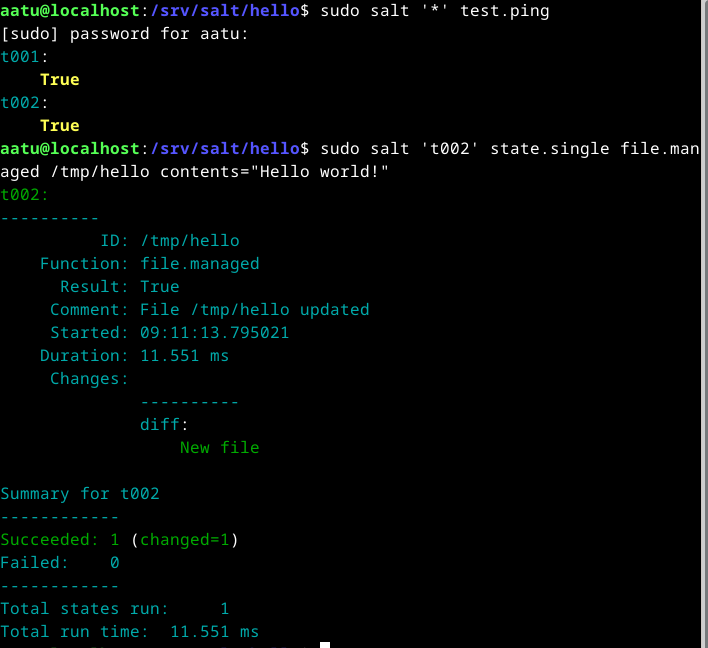 aatu@localhost:/srv/salt/hello$ sudo salt '*' test.ping
[sudo] password for aatu:
t001:
    True
t002:
    True
aatu@localhost:/srv/salt/hello$ sudo salt 't002' state.single file.man
aged /tmp/hello contents="Hello world!"
t002:
----------
          ID: /tmp/hello
    Function: file.managed
      Result: True
     Comment: File /tmp/hello updated
     Started: 09:11:13.795021
    Duration: 11.551 ms
     Changes:
              ----------
              diff:
                  New file

Summary for t002
------------
Succeeded: 1 (changed=1)
Failed:    0
------------
Total states run:     1
Total run time:  11.551 ms